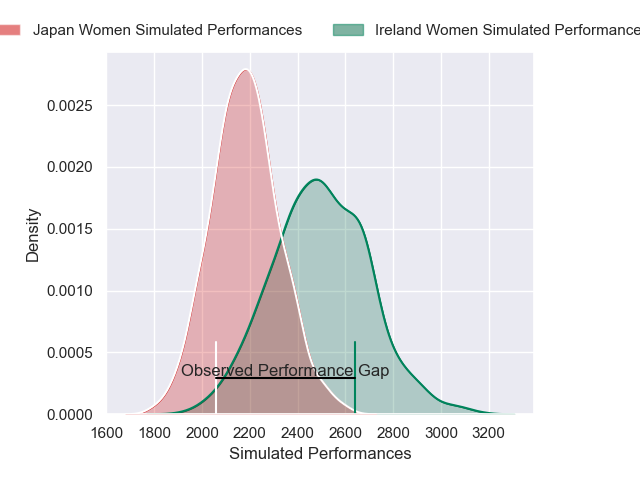 Japan Women Simulated Performances
Ireland Women Simulated Performance
Density
0.0025
0.0020
0.0015
0.0010
0.0005
0.0000
Observed Performance Gap
1600 1800 2000 2200 2400 2600 2800 3000 3200
Simulated Performances